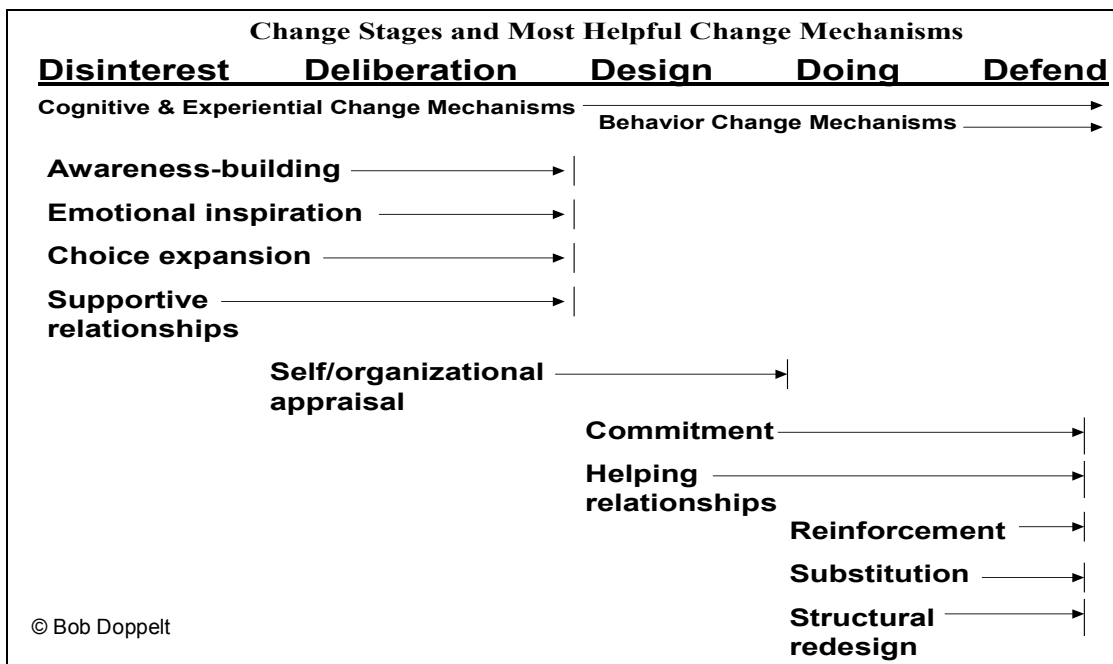 Change Stages and Most Helpful Change Mechanisms
Disinterest Deliberation Design Doing Defend
Cognitive & Experiential Change Mechanisms
Behavior Change Mechanisms
Awareness-building
Emotional inspiration
Choice expansion
Supportive
relationships
Self/organizational
appraisal
Commitment
Helping
relationships
Reinforcement
Substitution
Structural
redesign
© Bob Doppelt